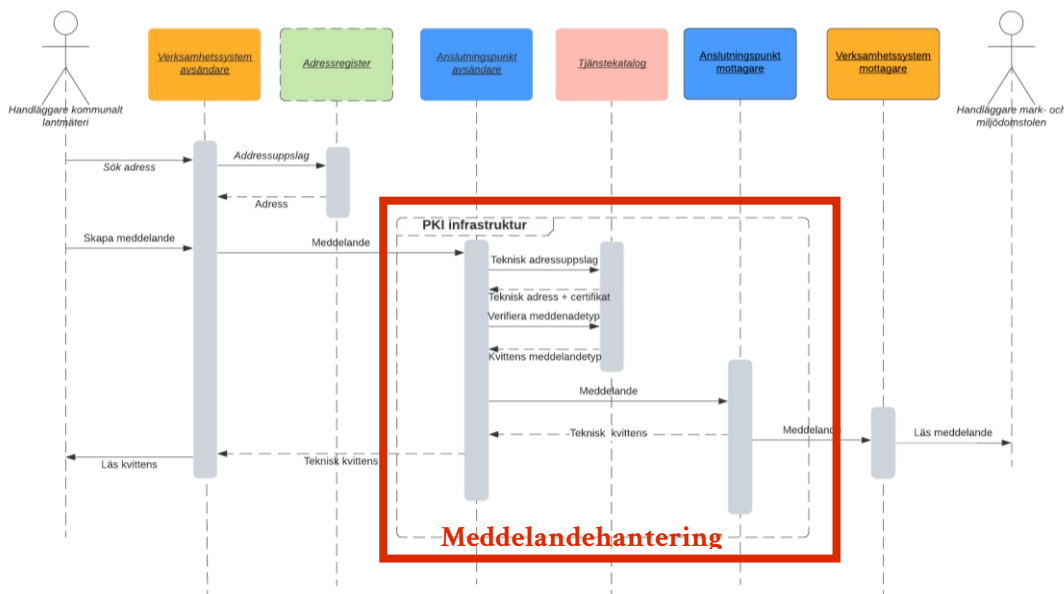 Verksamhetssystem
avsändare
Adressregister
Anslutningspunkt
avsändare
Tjänstekatalog
Anslutningspunkt
mottagare
Verksamhetssystem
mottagare
Handläggare kommunalt
lantmäteri
Handläggare mark- och
miljödomstolen
Sök adress
Addressuppslag
Adress
PKI infrastruktur
Skapa meddelande
Meddelande
Teknisk adressuppslag
Teknisk adress + certifikat
Verifiera meddenadetyp
Kvittens meddelandetyp
Meddelande
Teknisk kvittens
Meddelande
Läs meddelande
Teknisk kvittens
Läs kvittens
Meddelandehantering